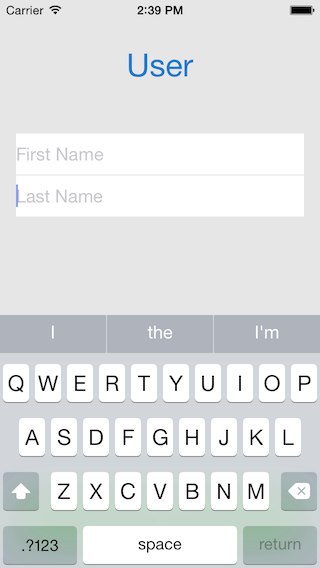 Carrier 2:39 PM
User
First Name
Last Name
I the I'm
Q W E R T Y U I O P
A S D F G H J K L
Z X C V B N M
.?123 space return